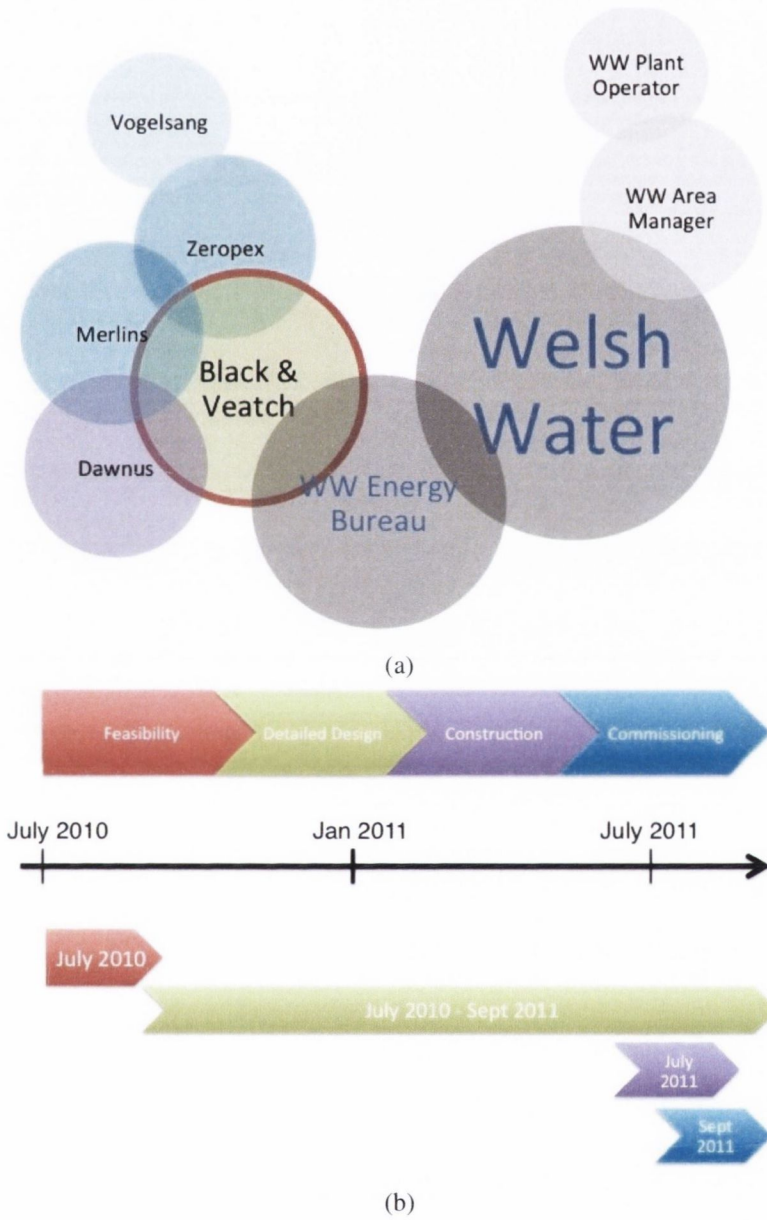 WW Plant
Operator
Vogelsang
WW Area
Manager
Zeropex
Merlins
Welsh
Water
Black &
Veatch
Dawnus
WW Energy
Bureau
(a)
Feasibility
Detailed Design
Construction
Commissioning
July 2010
Jan 2011
July 2011
July 2010
July 2010 - Sept 2011
July
2011
Sept
2011
(b)